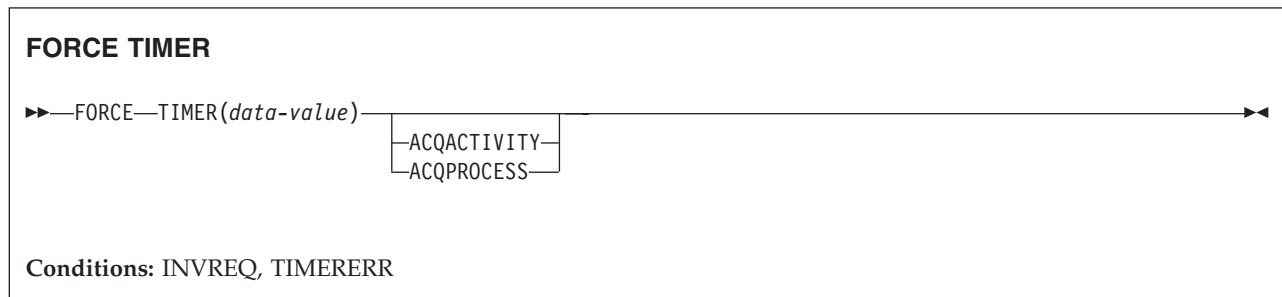 FORCE TIMER
FORCE TIMER(data-value)
ACQACTIVITY
ACQPROCESS
Conditions: INVREQ, TIMERERR